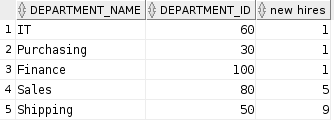 DEPARTMENT_NAME DEPARTMENT_ID new hires
1 IT 60 1
2 Purchasing 30 1
3 Finance 100 1
4 Sales 80 5
5 Shipping 50 9